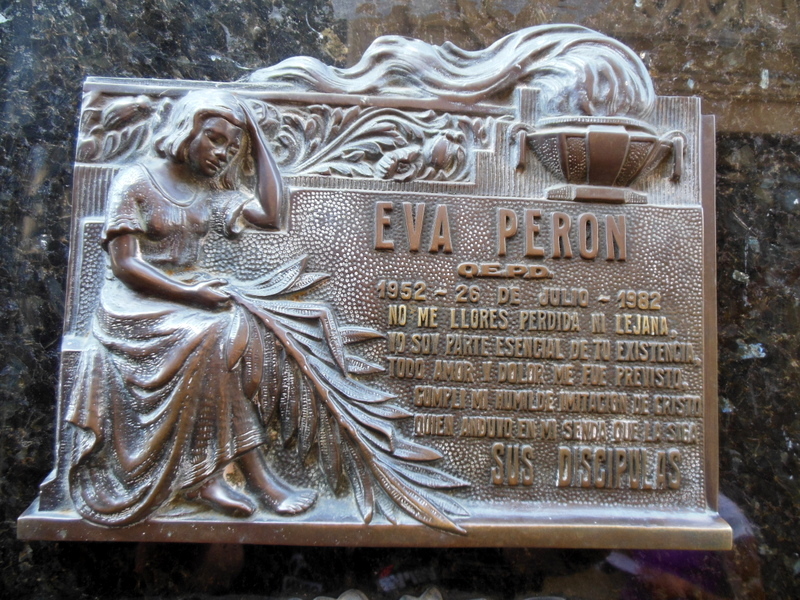 EVA PERON
Q.E.P.D.
1952 - 26 DE JULIO - 1982
NO ME LLORES PERDIDA NI LEJANA.
YO SOY PARTE ESENCIAL DE TU EXISTENCIA,
TODO AMOR Y DOLOR ME FUE PREVISTO
CUMPLI MI HUMILDE IMITACION DE CRISTO
QUIEN ANDUVO EN MI SENDA QUE LA SIGA
SUS DISCIPULAS